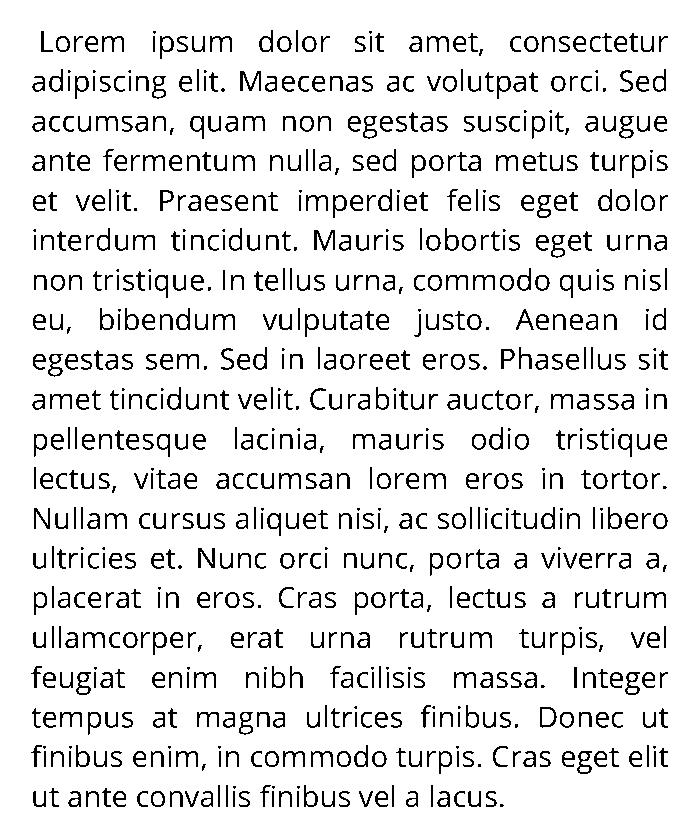 Lorem ipsum dolor sit amet, consectetur
adipiscing elit. Maecenas ac volutpat orci. Sed
accumsan, quam non egestas suscipit, augue
ante fermentum nulla, sed porta metus turpis
et velit. Praesent imperdiet felis eget dolor
interdum tincidunt. Mauris lobortis eget urna
non tristique. In tellus urna, commodo quis nisl
eu, bibendum vulputate justo. Aenean id
egestas sem. Sed in laoreet eros. Phasellus sit
amet tincidunt velit. Curabitur auctor, massa in
pellentesque lacinia, mauris odio tristique
lectus, vitae accumsan lorem eros in tortor.
Nullam cursus aliquet nisi, ac sollicitudin libero
ultricies et. Nunc orci nunc, porta a viverra a,
placerat in eros. Cras porta, lectus a rutrum
ullamcorper, erat urna rutrum turpis, vel
feugiat enim nibh facilisis massa. Integer
tempus at magna ultrices finibus. Donec ut
finibus enim, in commodo turpis. Cras eget elit
ut ante convallis finibus vel a lacus.